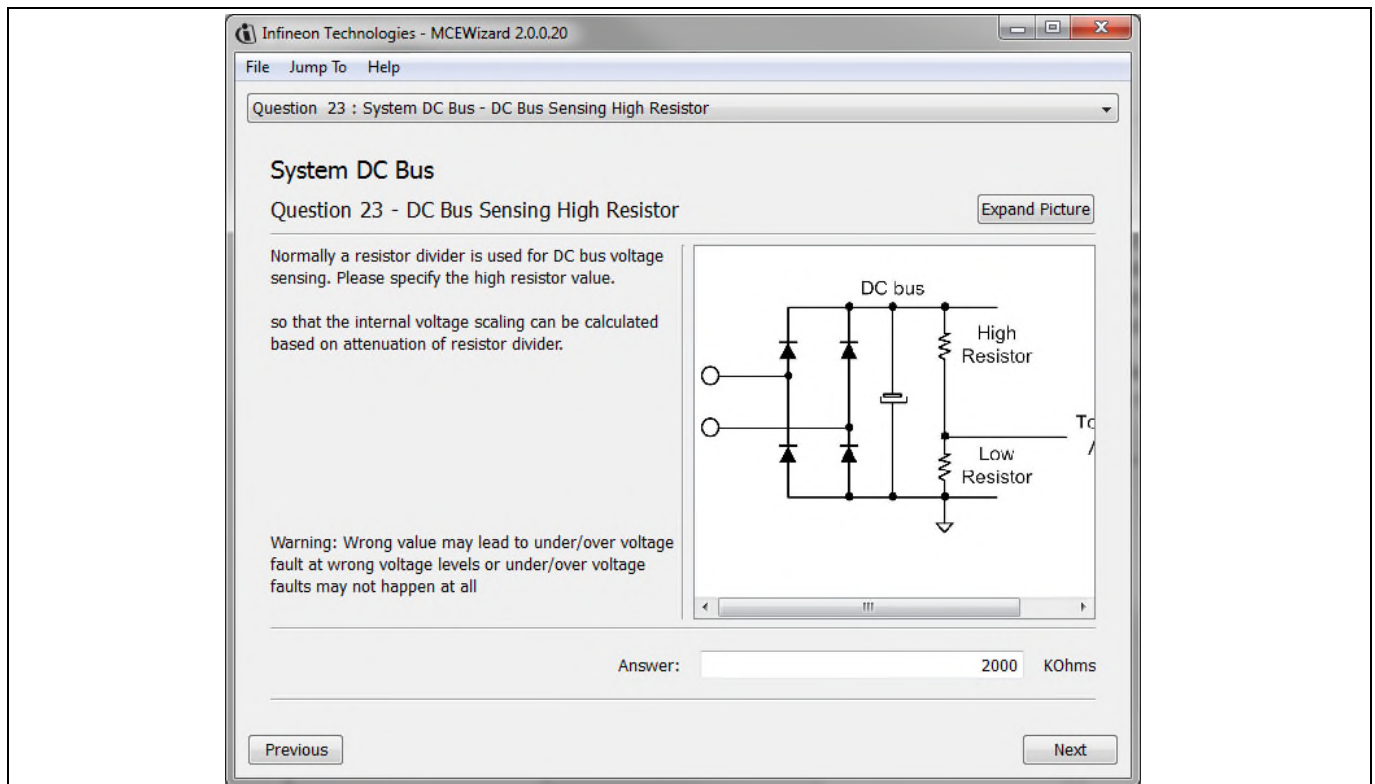 Infineon Technologies - MCEWizard 2.0.0.20
File Jump To Help
Question 23 : System DC Bus - DC Bus Sensing High Resistor
System DC Bus
Question 23 - DC Bus Sensing High Resistor
Expand Picture
Normally a resistor divider is used for DC bus voltage
sensing. Please specify the high resistor value.
so that the internal voltage scaling can be calculated
based on attenuation of resistor divider.
Warning: Wrong value may lead to under/over voltage
fault at wrong voltage levels or under/over voltage
faults may not happen at all
DC bus
High
Resistor
Low
Resistor
Answer:
2000 KOhms
Previous
Next